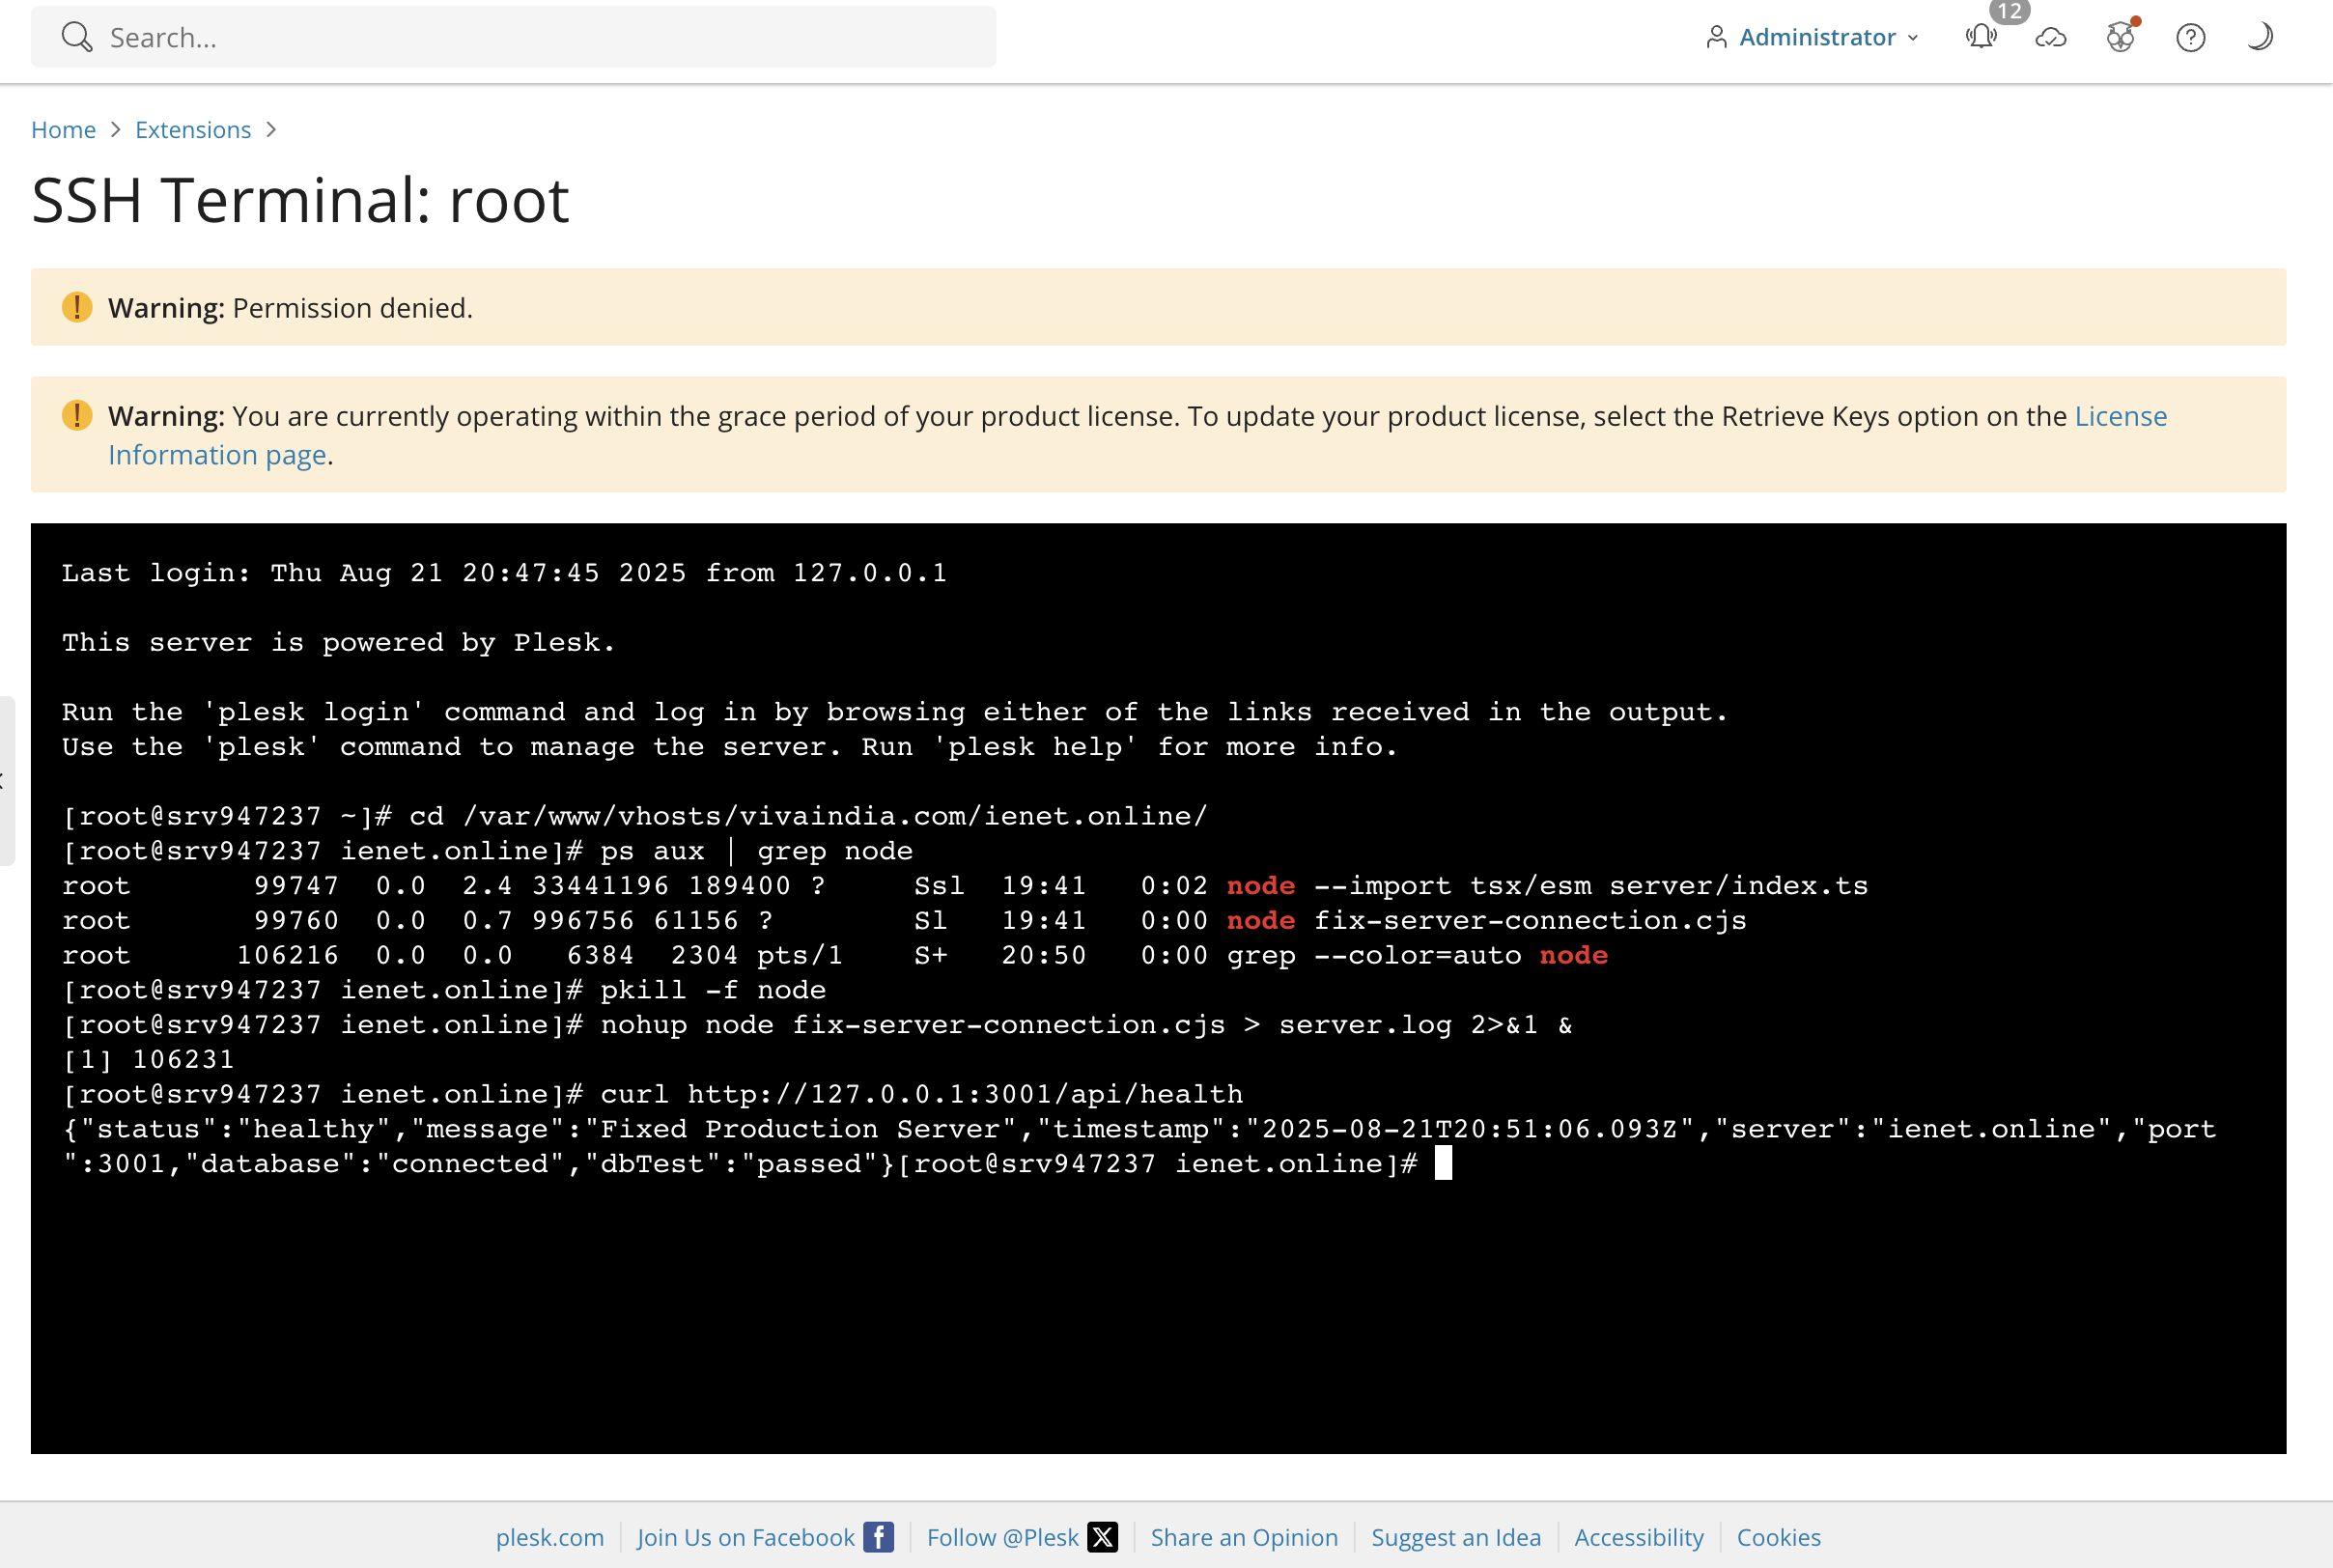 Search...
12
Administrator
Home > Extensions >
SSH Terminal: root
Warning: Permission denied.
Warning: You are currently operating within the grace period of your product license. To update your product license, select the Retrieve Keys option on the License
Information page.
Last login: Thu Aug 21 20:47:45 2025 from 127.0.0.1
This server is powered by Plesk.
Run the 'plesk login' command and log in by browsing either of the links received in the output.
Use the 'plesk' command to manage the server. Run 'plesk help' for more info.
[root@srv947237 ~]# cd /var/www/vhosts/vivaindia.com/ienet.online/
[root@srv947237 ienet.online]# ps aux | grep node
root       99747  0.0  2.4 33441196 189400 ?     Ssl  19:41   0:02 node --import tsx/esm server/index.ts
root       99760  0.0  0.7 996756 61156 ?        Sl   19:41   0:00 node fix-server-connection.cjs
root      106216  0.0  0.0   6384  2304 pts/1    S+   20:50   0:00 grep --color=auto node
[root@srv947237 ienet.online]# pkill -f node
[root@srv947237 ienet.online]# nohup node fix-server-connection.cjs > server.log 2>&1 &
[1] 106231
[root@srv947237 ienet.online]# curl http://127.0.0.1:3001/api/health
{"status":"healthy","message":"Fixed Production Server","timestamp":"2025-08-21T20:51:06.093Z","server":"ienet.online","port
":3001,"database":"connected","dbTest":"passed"}[root@srv947237 ienet.online]#
plesk.com
Join Us on Facebook
Follow @Plesk
Share an Opinion
Suggest an Idea
Accessibility
Cookies